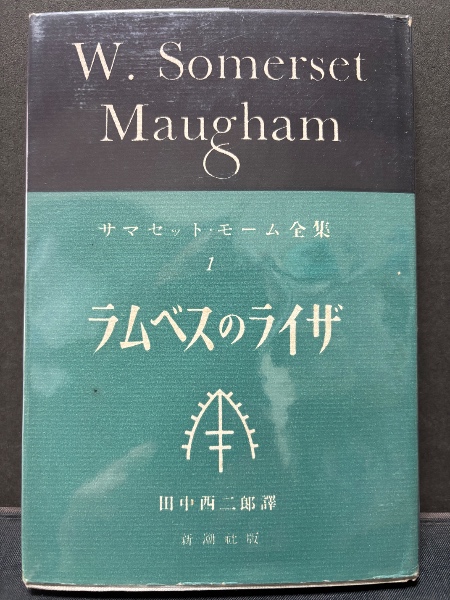 W. Somerset
Maugham
サマセット・モーム全集
1
ラムベスのライザ
田中西二郎譯
新潮社版